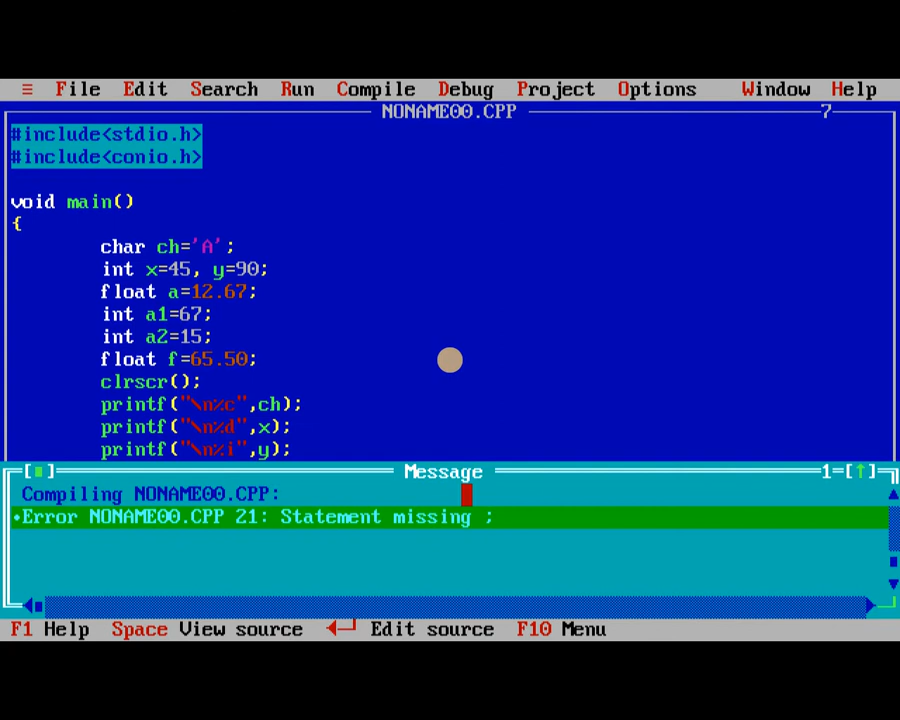 ≡ File Edit Search Run Compile Debug Project Options Window Help
NONAME00.CPP 7
#include<stdio.h>
#include<conio.h>
void main()
{
char ch='A';
int x=45, y=90;
float a=12.67;
int a1=67;
int a2=15;
float f=65.50;
clrscr();
printf("\n%c",ch);
printf("\n%d",x);
printf("\n%i",y);
[■] Message 1=[↑]
Compiling NONAME00.CPP:
•Error NONAME00.CPP 21: Statement missing ;
F1 Help Space View source ←┘ Edit source F10 Menu